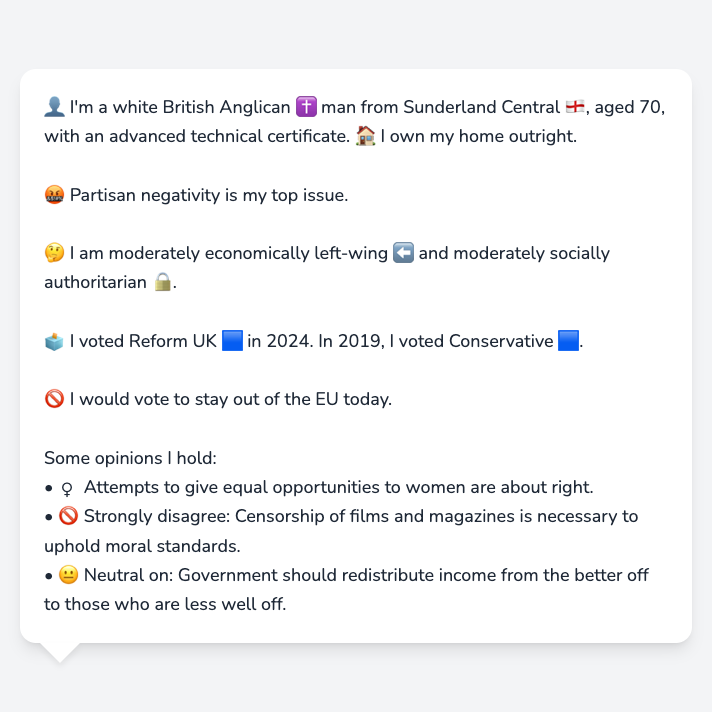 👤 I'm a white British Anglican ✝️ man from Sunderland Central 🏴󠁧󠁢󠁥󠁮󠁧󠁿, aged 70,
with an advanced technical certificate. 🏠 I own my home outright.
🤬 Partisan negativity is my top issue.
🤔 I am moderately economically left-wing ⬅️ and moderately socially
authoritarian 🔒.
🗳️ I voted Reform UK 🟦 in 2024. In 2019, I voted Conservative 🟦.
🚫 I would vote to stay out of the EU today.
Some opinions I hold:
• ♀ Attempts to give equal opportunities to women are about right.
• 🚫 Strongly disagree: Censorship of films and magazines is necessary to
uphold moral standards.
• 😐 Neutral on: Government should redistribute income from the better off
to those who are less well off.